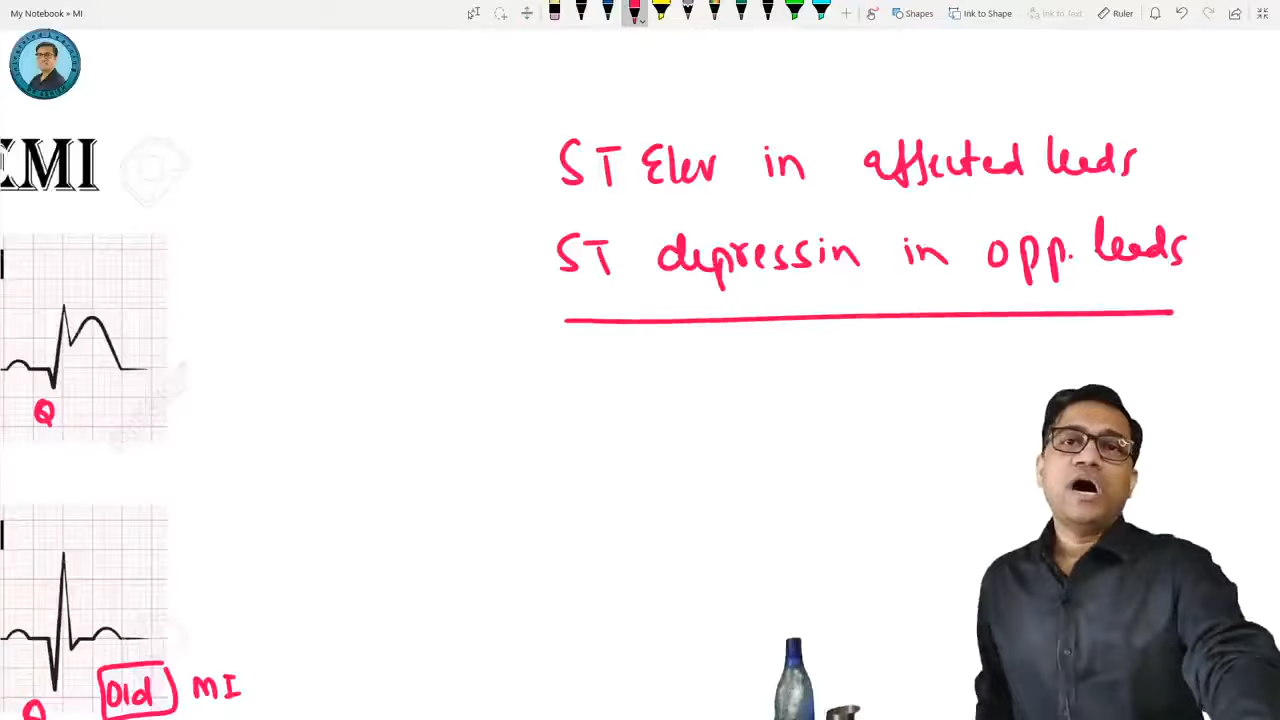 My Notebook » MI
Shapes
Ink to Shape
Ink to Text
Ruler
EMI
ST Elev in affected leads
ST depressin in opp. leads
Q
Old MI
Q